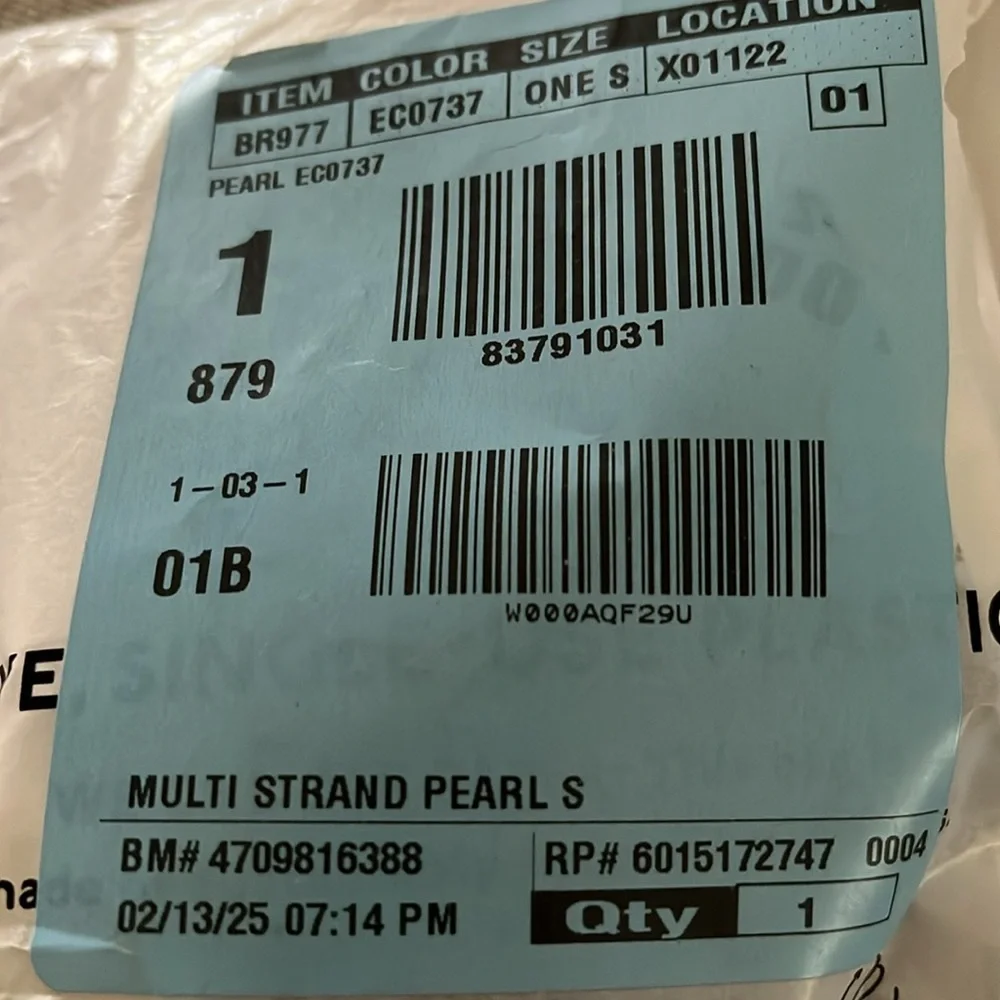 ITEM COLOR SIZE LOCATION
BR977 EC0737 ONE S X01122
01
PEARL EC0737
1
83791031
879
1-03-1
01B
W000AQF29U
MULTI STRAND PEARL S
BM# 4709816388 RP# 6015172747 0004
02/13/25 07:14 PM Qty 1